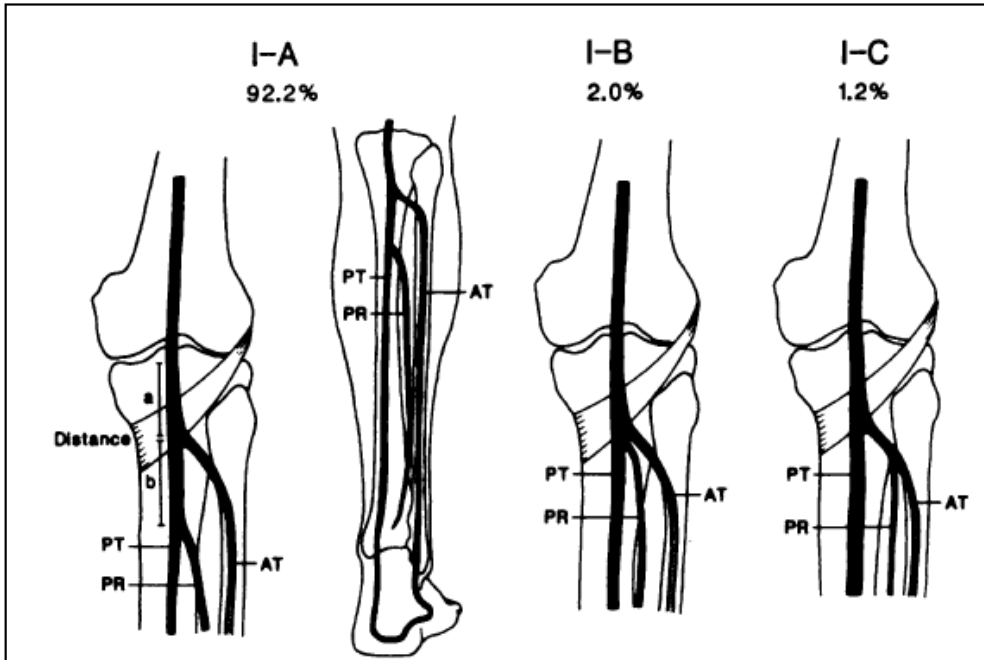 I-A
92.2%
I-B
2.0%
I-C
1.2%
a
Distance
b
PT
PR
AT
PT
PR
AT
PT
PR
AT
PT
PR
AT